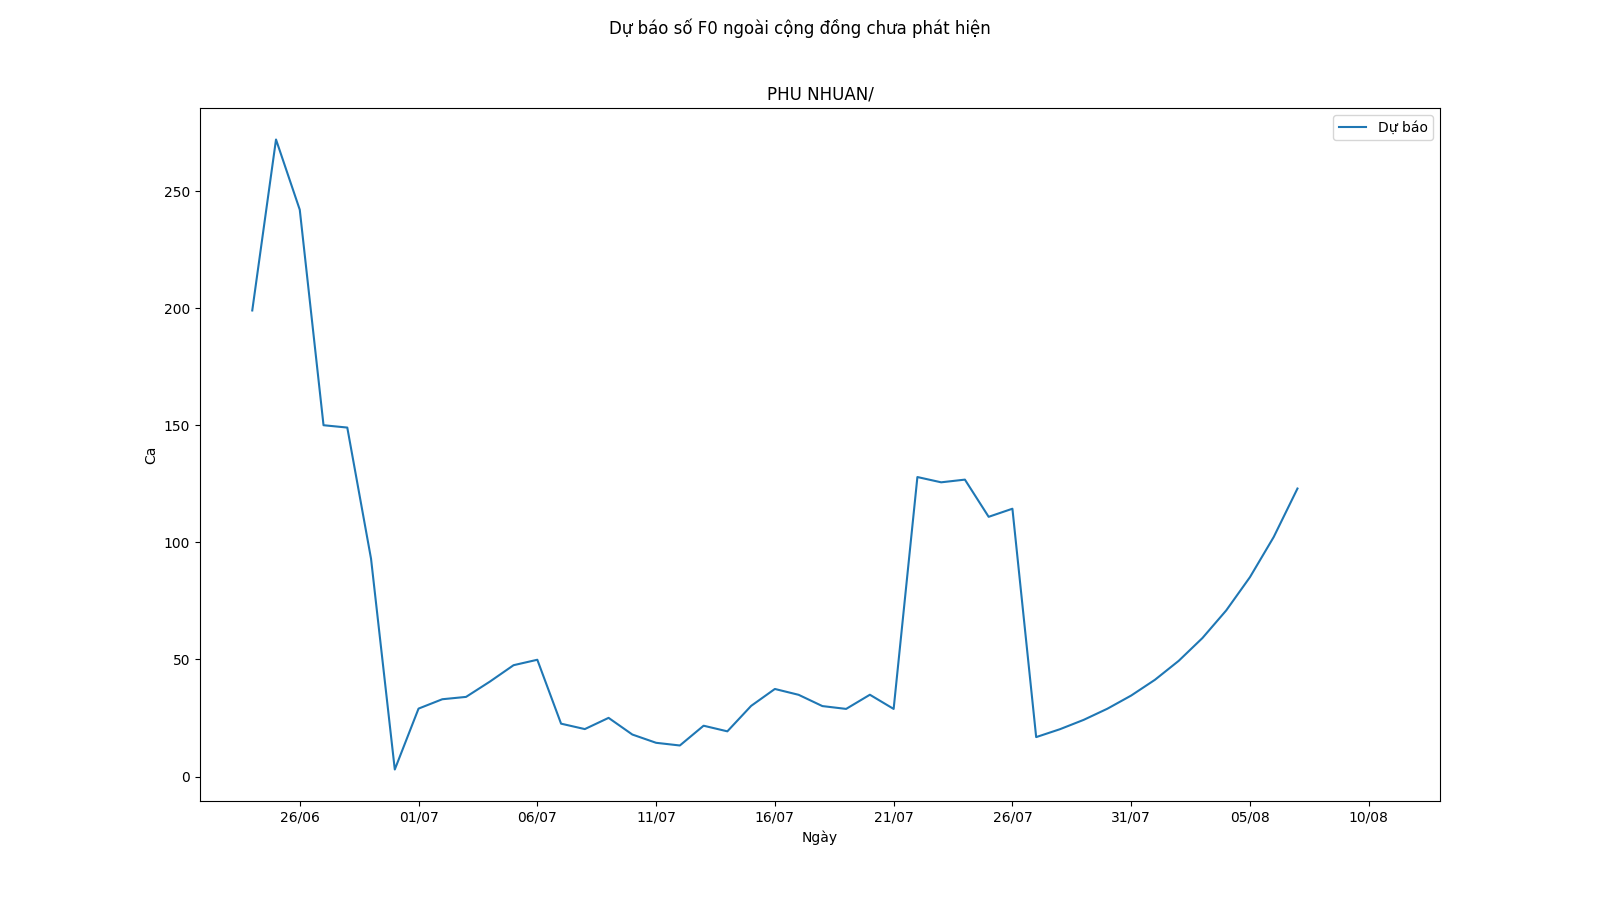 Dự báo số F0 ngoài cộng đồng chưa phát hiện
PHU NHUAN/
Dự báo
250
200
150
100
50
0
Ca
26/06 01/07 06/07 11/07 16/07 21/07 26/07 31/07 05/08 10/08
Ngày